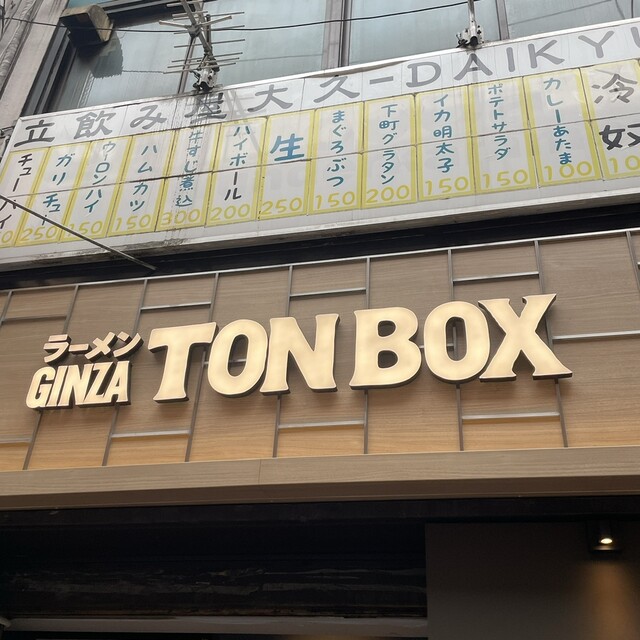 立飲み屋大久-DAIKYU
ガリチュー
250
ウーロンハイ
150
ハムカツ
150
牛すじ煮込
300
ハイボール
200
生
250
まぐろぶつ
150
下町グラタン
200
イカ明太子
150
ポテトサラダ
150
カレーあたま
100
冷奴
ラーメン
GINZA TON BOX